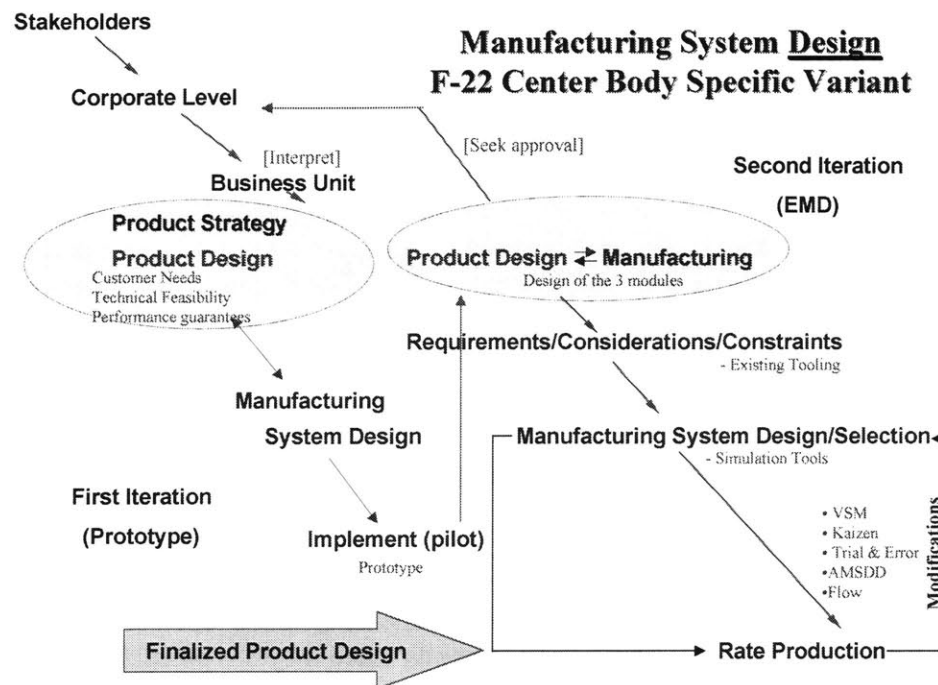 Stakeholders
Manufacturing System Design
F-22 Center Body Specific Variant
Corporate Level
[Interpret]
[Seek approval]
Business Unit
Second Iteration
(EMD)
Product Strategy
Product Design
Customer Needs
Technical Feasibility
Performance guarantees
Product Design ⇄ Manufacturing
Design of the 3 modules
Requirements/Considerations/Constraints
- Existing Tooling
Manufacturing
System Design
Manufacturing System Design/Selection
- Simulation Tools
First Iteration
(Prototype)
Implement (pilot)
Prototype
• VSM
• Kaizen
• Trial & Error
•AMSDD
•Flow
Modifications
Finalized Product Design
Rate Production